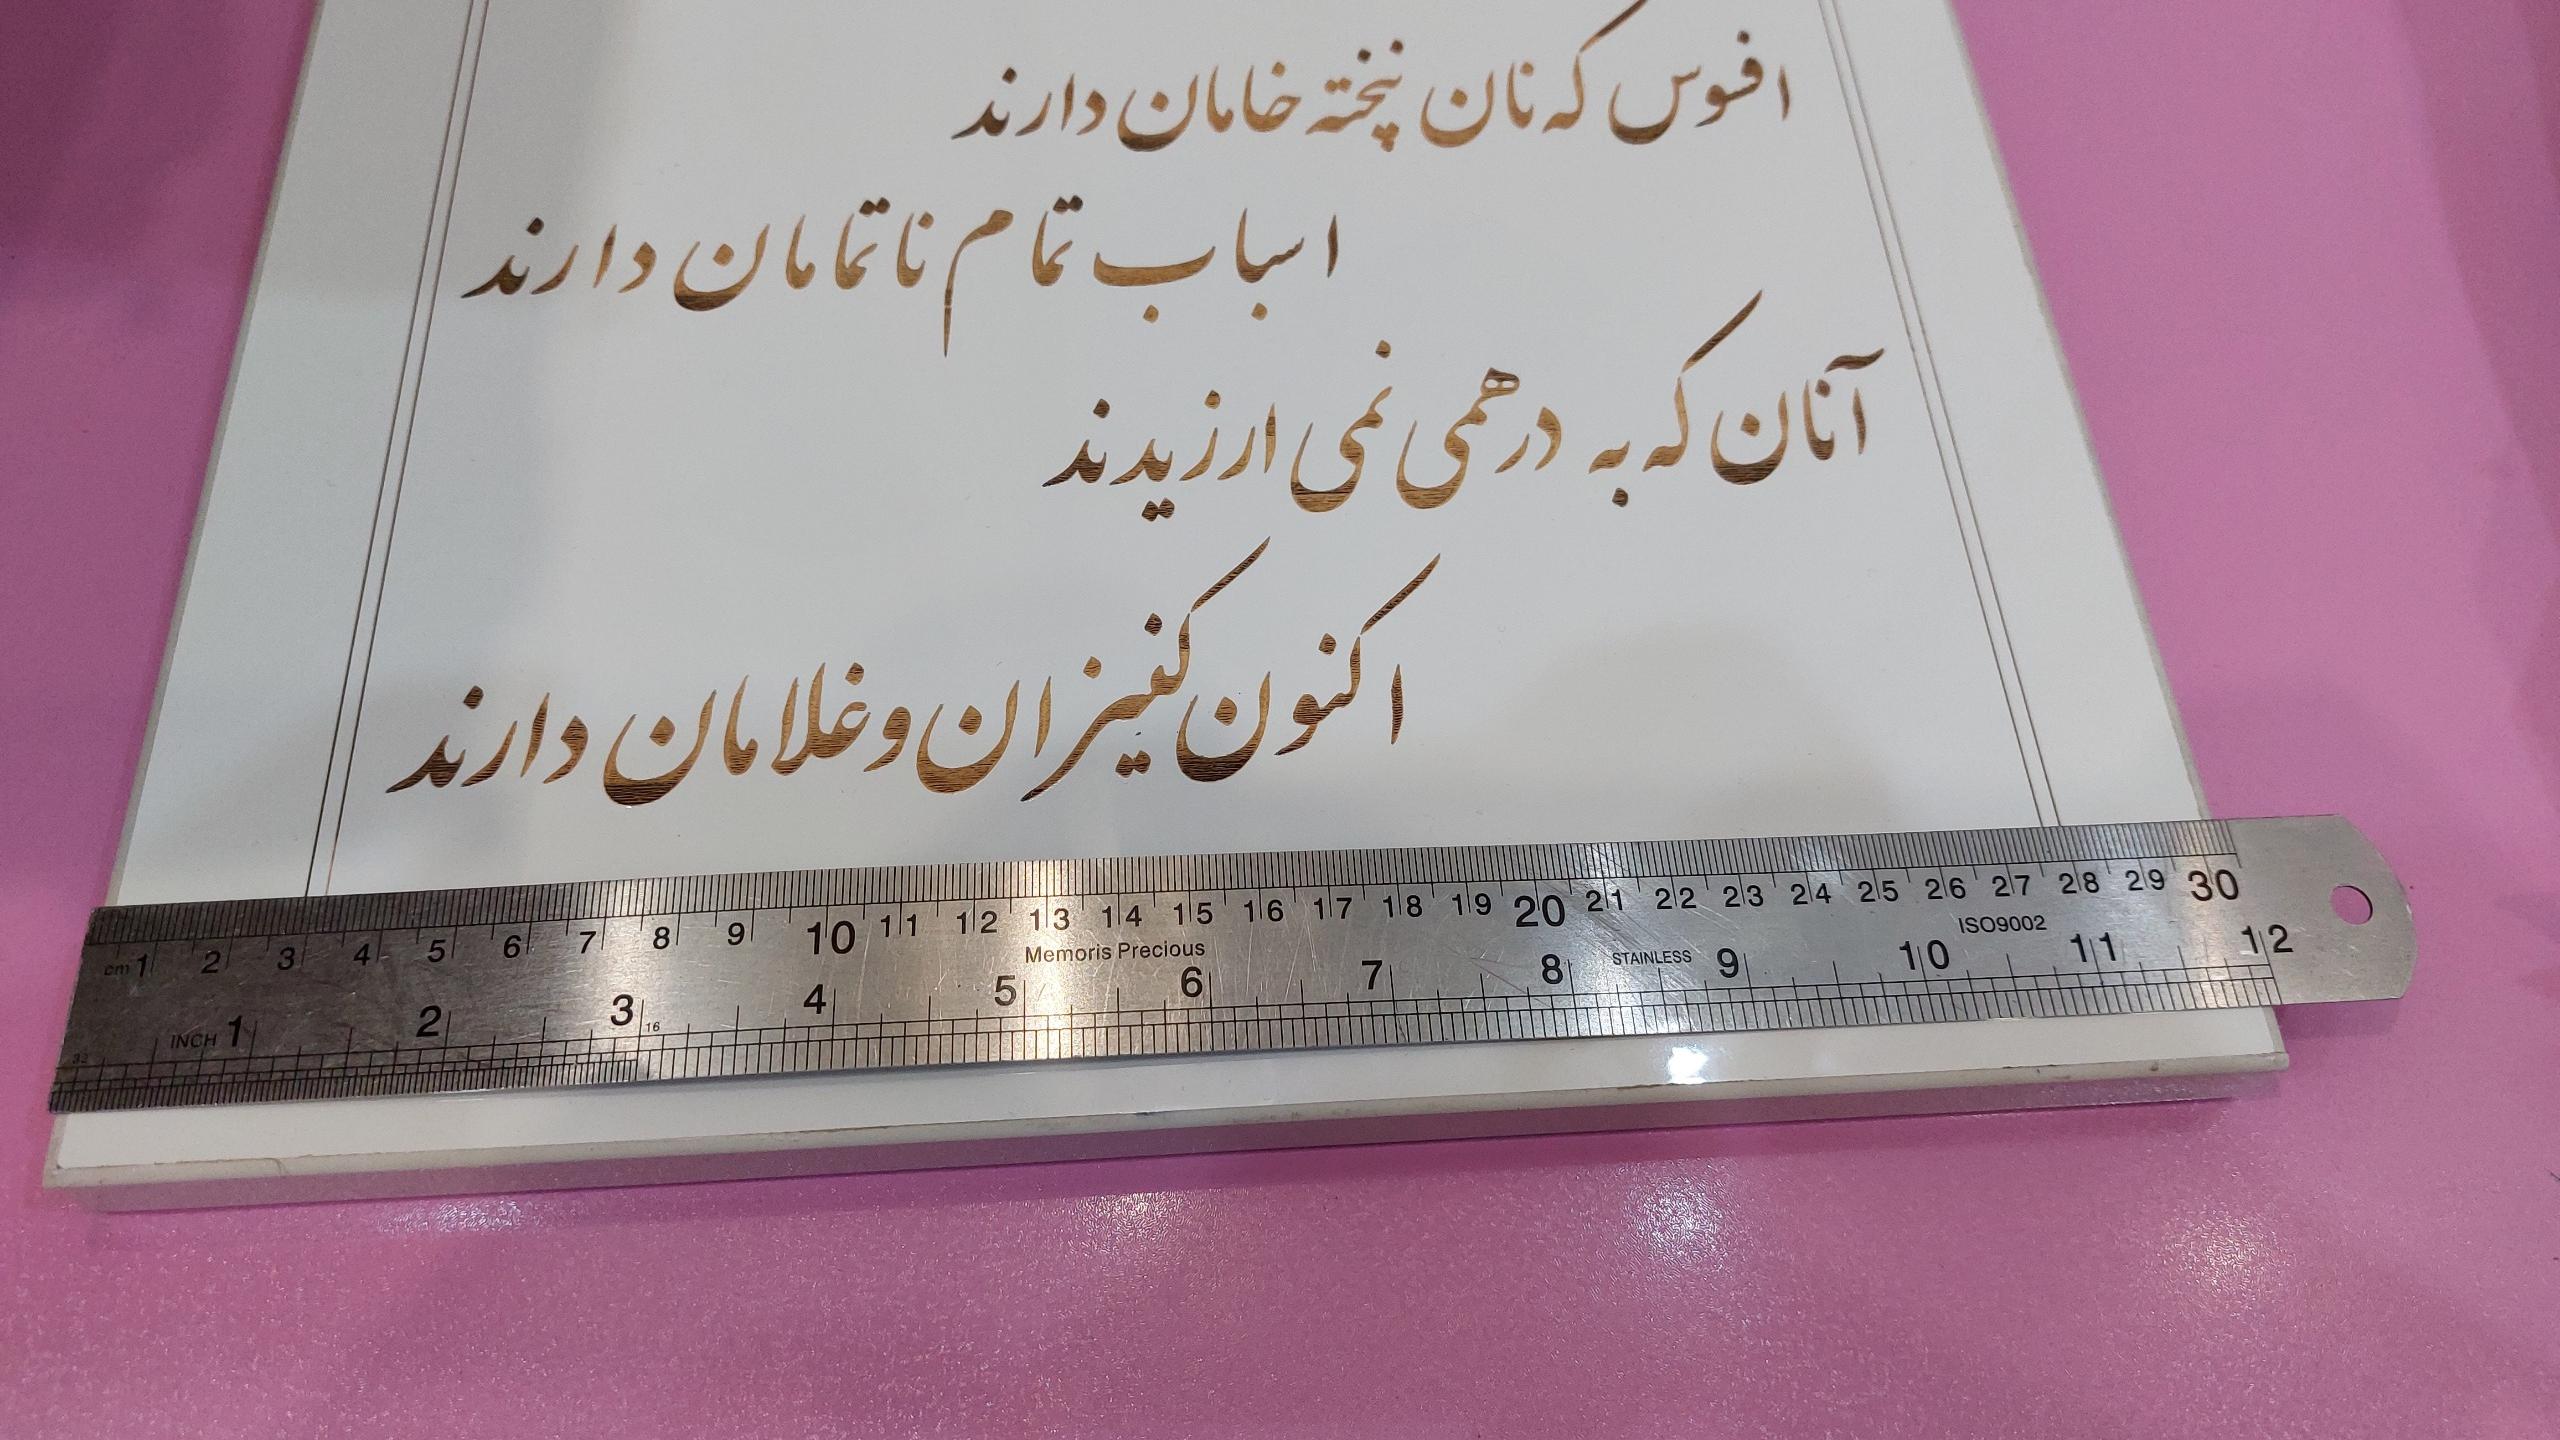 افسوس که نان پخته خامان دارند
اسباب تمام ناتمامان دارند
آنان که به درهمی نمی ارزیدند
اکنون کنیزان و غلامان دارند
cm 1 2 3 4 5 6 7 8 9 10 11 12 13 14 15 16 17 18 19 20 21 22 23 24 25 26 27 28 29 30
Memoris Precious
STAINLESS
ISO9002
32 INCH 1 2 3 16 4 5 6 7 8 9 10 11 12